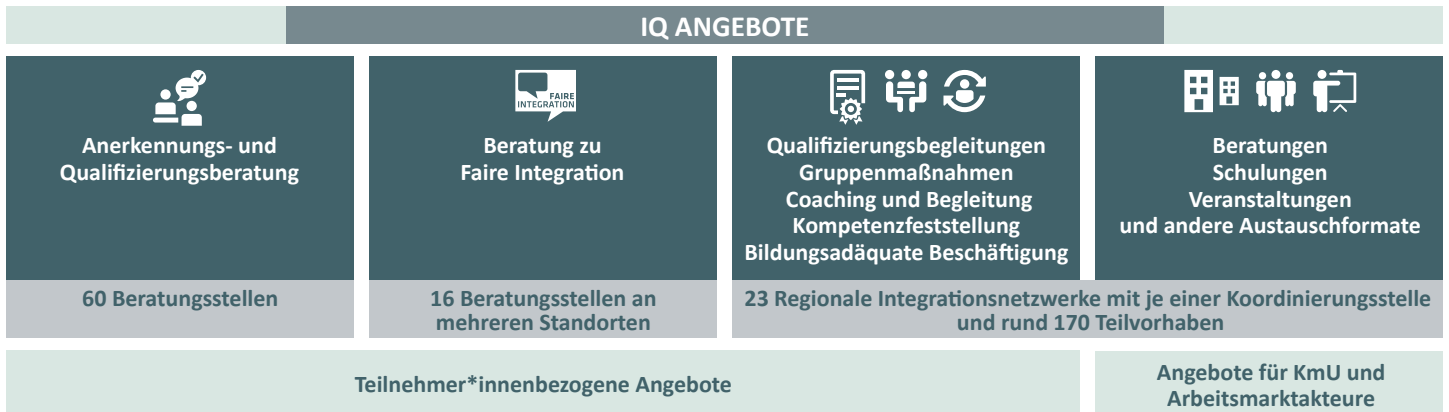 IQ ANGEBOTE
FAIRE
INTEGRATION
Anerkennungs- und
Qualifizierungsberatung
Beratung zu
Faire Integration
Qualifizierungsbegleitungen
Gruppenmaßnahmen
Coaching und Begleitung
Kompetenzfeststellung
Bildungsadäquate Beschäftigung
Beratungen
Schulungen
Veranstaltungen
und andere Austauschformate
60 Beratungsstellen
16 Beratungsstellen an
mehreren Standorten
23 Regionale Integrationsnetzwerke mit je einer Koordinierungsstelle
und rund 170 Teilvorhaben
Teilnehmer*innenbezogene Angebote
Angebote für KmU und
Arbeitsmarktakteure